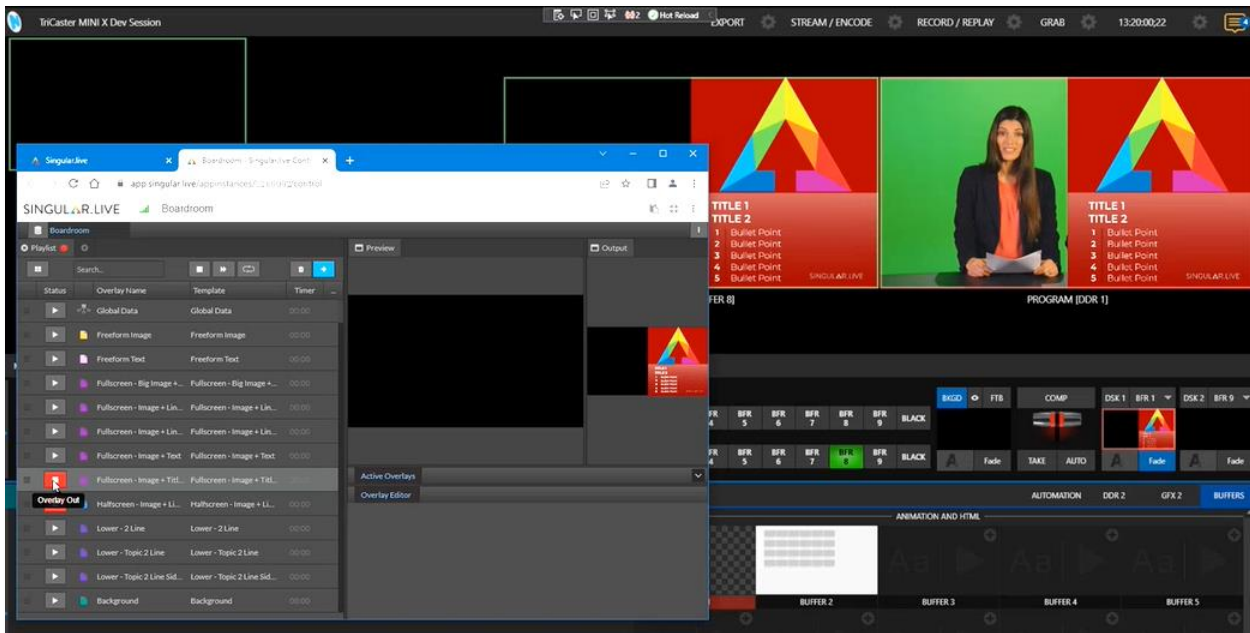 TriCaster MINI X Dev Session
Hot Reload
EXPORT
STREAM / ENCODE
RECORD / REPLAY
GRAB
13:20:00;22
4
TITLE 1
TITLE 2
1 Bullet Point
2 Bullet Point
3 Bullet Point
4 Bullet Point
5 Bullet Point
SINGULAR.LIVE
TITLE 1
TITLE 2
1 Bullet Point
2 Bullet Point
3 Bullet Point
4 Bullet Point
5 Bullet Point
SINGULAR.LIVE
FER 8]
PROGRAM [DDR 1]
Singular.live
Boardroom - Singular.live Cont
SINGULAR.LIVE Boardroom
Boardroom
Playlist
Preview
Output
Search...
Status Overlay Name Template Timer ...
Global Data Global Data 00:00
Freeform Image Freeform Image 00:00
Freeform Text Freeform Text 00:00
Fullscreen - Big Image +... Fullscreen - Big Image +... 00:00
Fullscreen - Image + Lin... Fullscreen - Image + Lin... 00:00
Fullscreen - Image + Lin... Fullscreen - Image + Lin... 00:00
Fullscreen - Image + Text Fullscreen - Image + Text 00:00
Fullscreen - Image + Titl... Fullscreen - Image + Titl...
Overlay Out
Halfscreen - Image + Li... Halfscreen - Image + Li... 00:00
Lower - 2 Line Lower - 2 Line 00:00
Lower - Topic 2 Line Lower - Topic 2 Line 00:00
Lower - Topic 2 Line Sid... Lower - Topic 2 Line Sid... 00:00
Background Background 00:00
Active Overlays
Overlay Editor
BKGD FTB COMP DSK 1 BFR 1 DSK 2 BFR 9
FR 4 BFR 5 BFR 6 BFR 7 BFR 8 BFR 9 BLACK
FR 4 BFR 5 BFR 6 BFR 7 BFR 8 BFR 9 BLACK
Fade TAKE AUTO Fade Fade
AUTOMATION DDR 2 GFX 2 BUFFERS
ANIMATION AND HTML
Aa Aa Aa
BUFFER 2 BUFFER 3 BUFFER 4 BUFFER 5